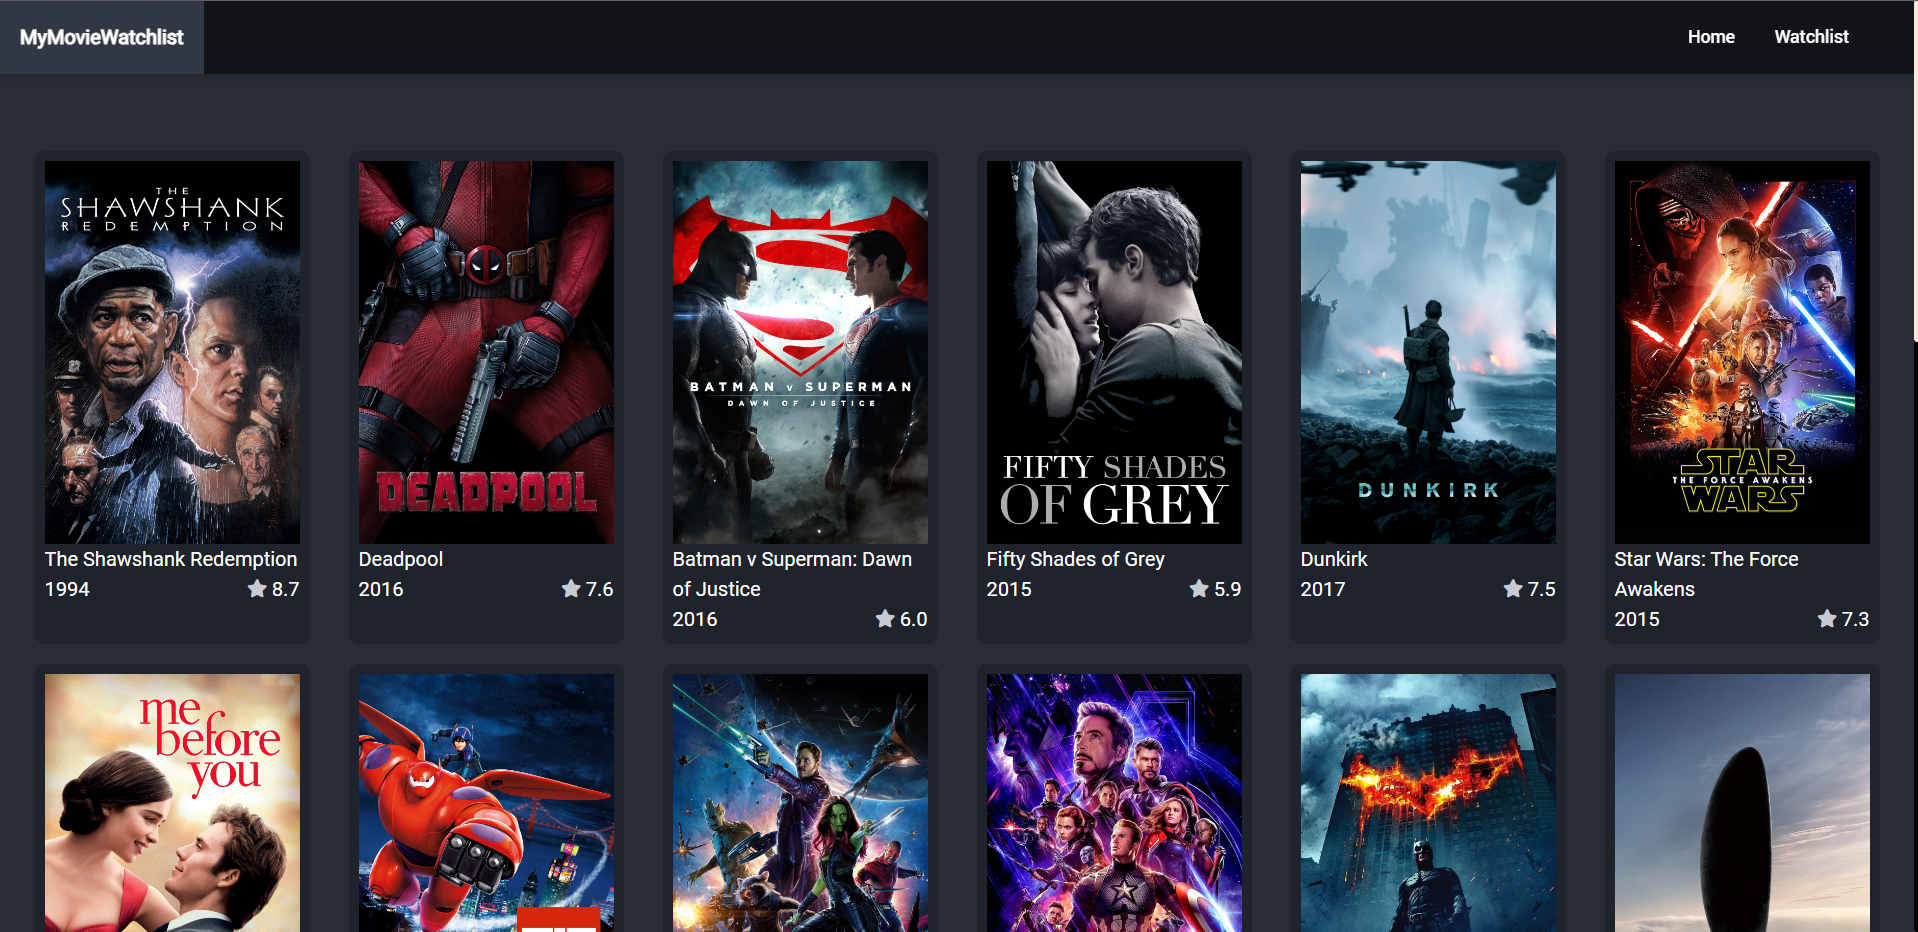 MyMovieWatchlist
Home
Watchlist
THE
SHAWSHANK
REDEMPTION
DEADPOOL
BATMAN v SUPERMAN
DAWN OF JUSTICE
FIFTY SHADES
OF GREY
DUNKIRK
STAR
THE FORCE AWAKENS
WARS
The Shawshank Redemption
1994
8.7
Deadpool
2016
7.6
Batman v Superman: Dawn
of Justice
2016
6.0
Fifty Shades of Grey
2015
5.9
Dunkirk
2017
7.5
Star Wars: The Force
Awakens
2015
7.3
me
before
you